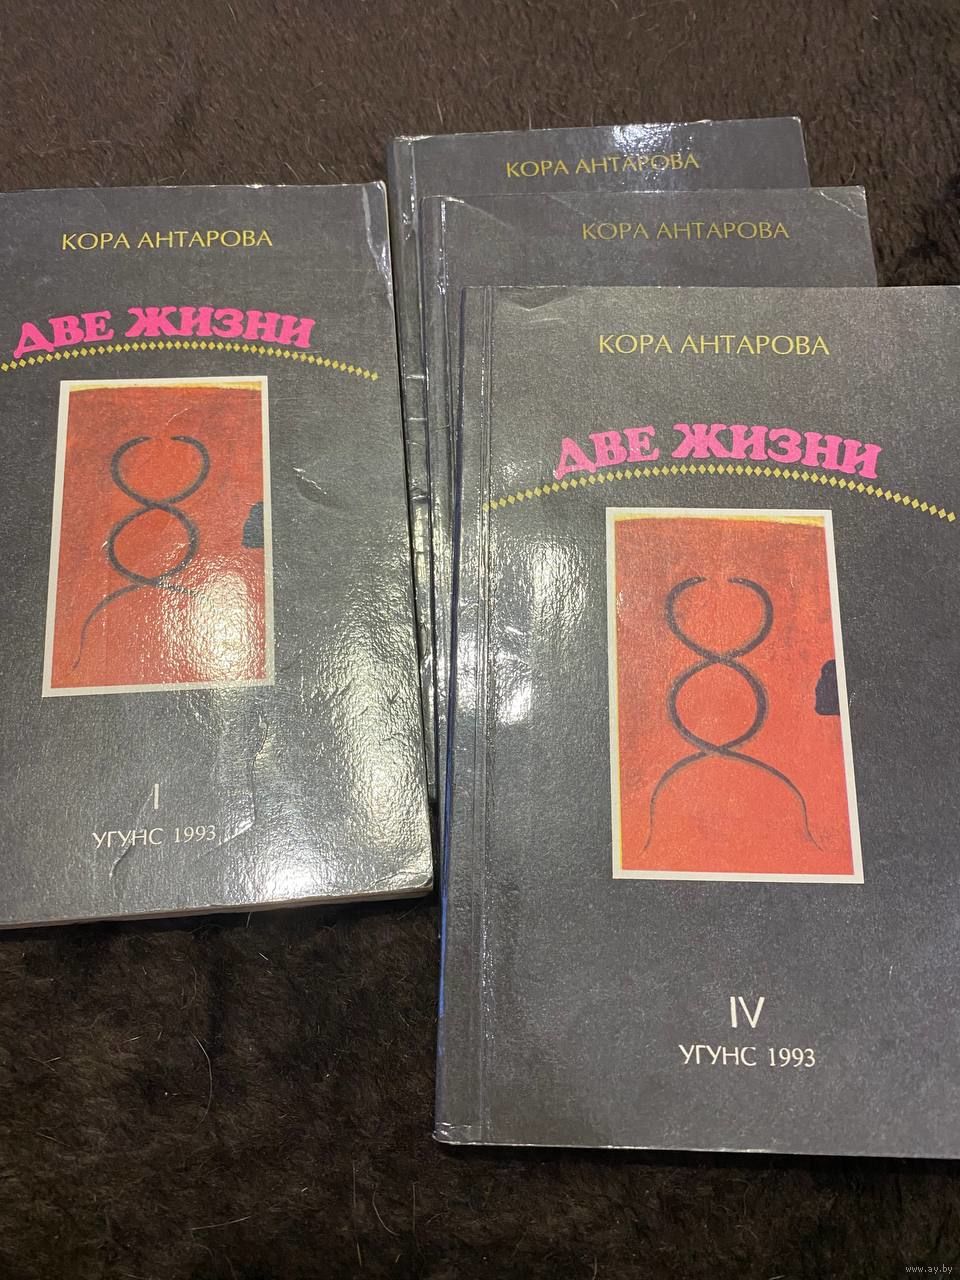 КОРА АНТАРОВА
ДВЕ ЖИЗНИ
I
УГУНС 1993
КОРА АНТАРОВА
КОРА АНТАРОВА
КОРА АНТАРОВА
ДВЕ ЖИЗНИ
IV
УГУНС 1993
www.ay.by